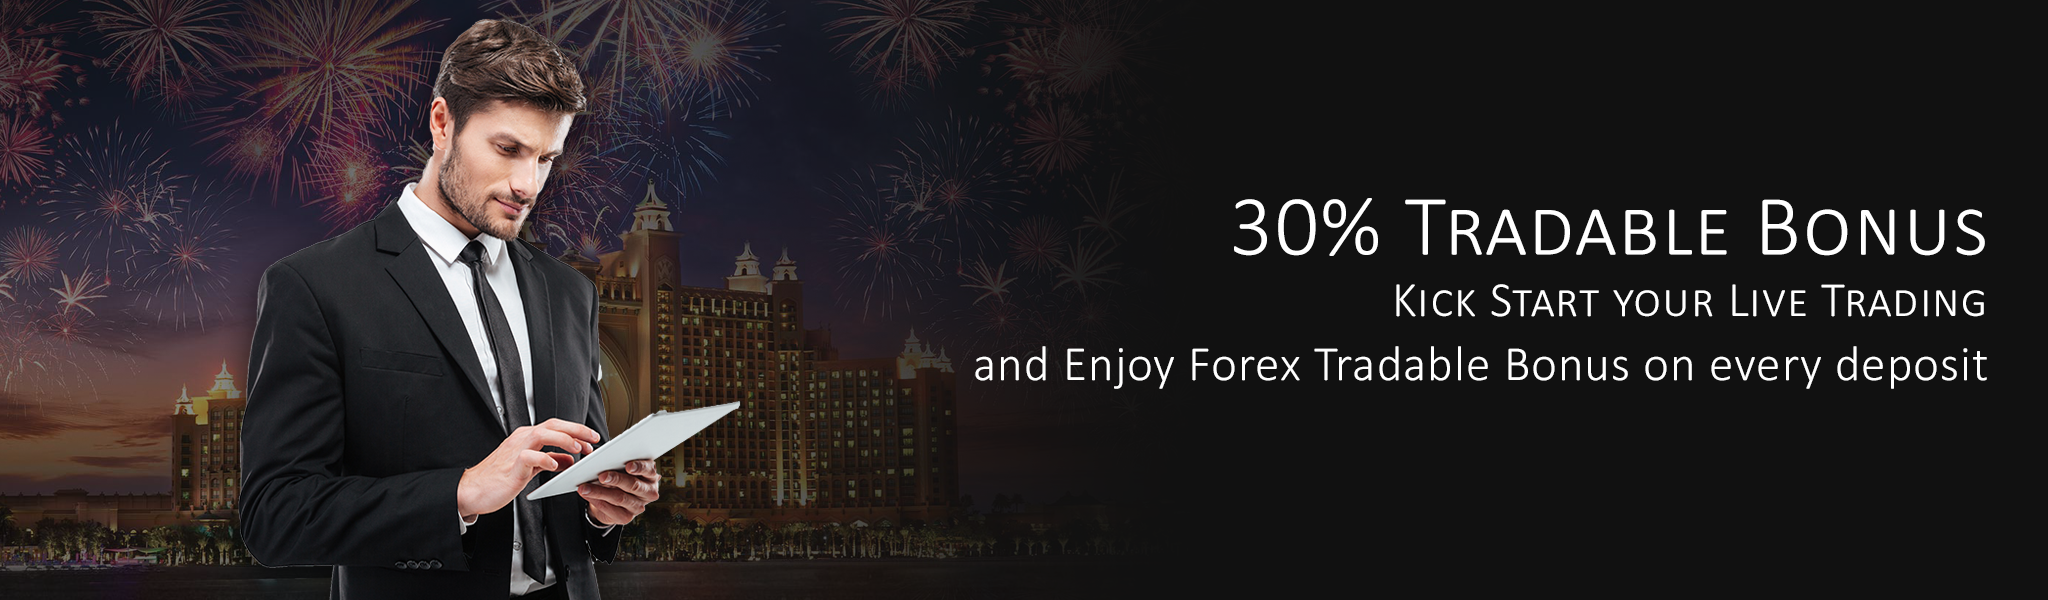 30% Tradable Bonus
Kick Start your Live Trading
and Enjoy Forex Tradable Bonus on every deposit